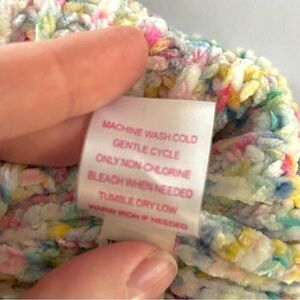 MACHINE WASH COLD
GENTLE CYCLE
ONLY NON-CHLORINE
BLEACH WHEN NEEDED
TUMBLE DRY LOW
WARM IRON IF NEEDED